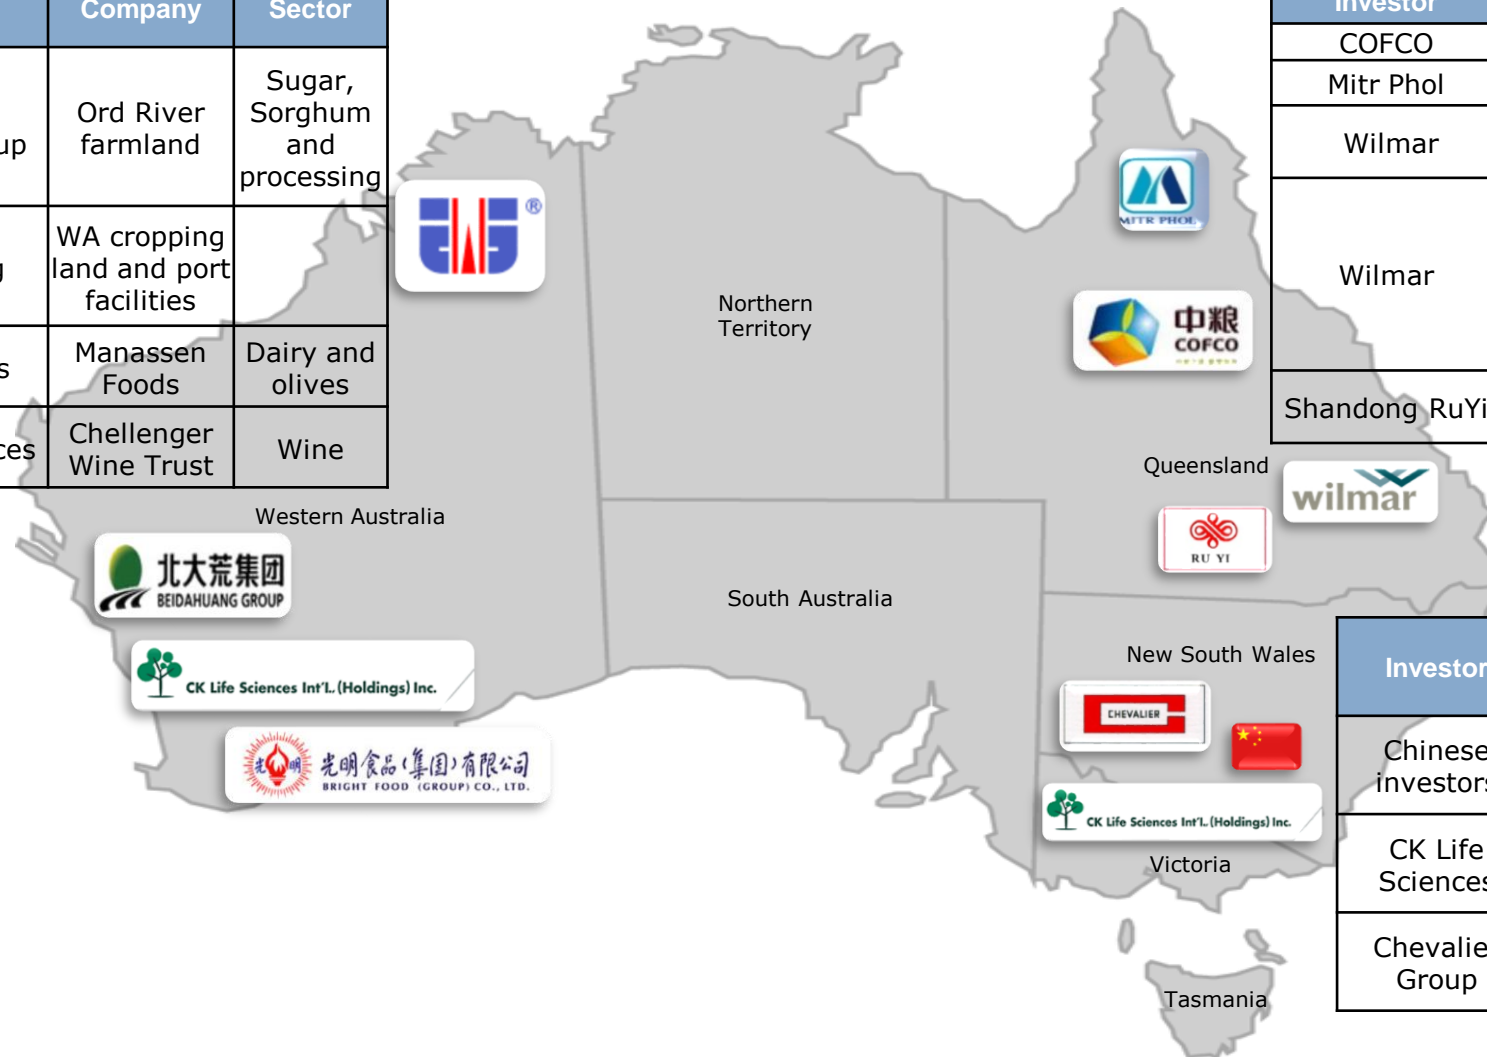 Company
Sector
up
Ord River
farmland
Sugar,
Sorghum
and
processing
g
WA cropping
land and port
facilities
s
Manassen
Foods
Dairy and
olives
ces
Chellenger
Wine Trust
Wine
Investor
COFCO
Mitr Phol
Wilmar
Wilmar
Shandong RuYi
®
MITR PHOL
中粮
COFCO
Northern
Territory
Queensland
wilmar
RU YI
Western Australia
北大荒集团
BEIDAHUANG GROUP
South Australia
CK Life Sciences Int'L. (Holdings) Inc.
光明
光明食品(集团)有限公司
BRIGHT FOOD (GROUP) CO., LTD.
New South Wales
CHEVALIER
CK Life Sciences Int'L. (Holdings) Inc.
Victoria
Tasmania
Investor
Chinese
investors
CK Life
Sciences
Chevalie
Group